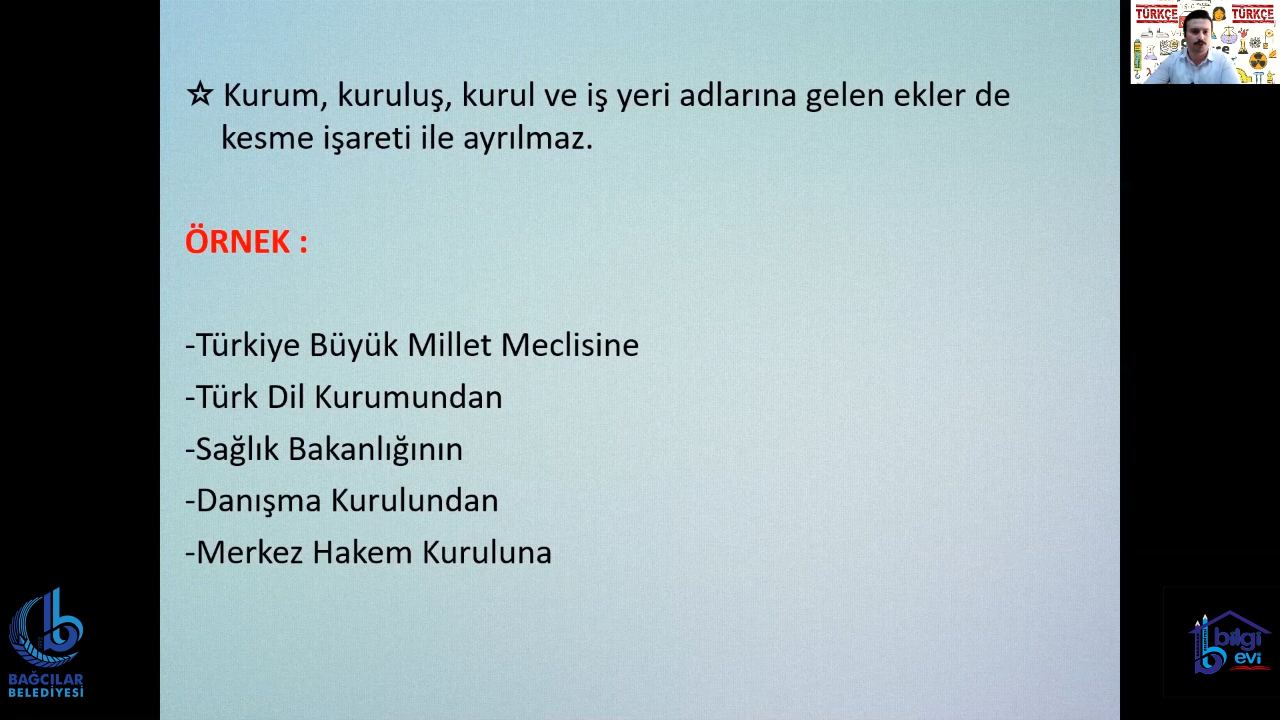 ☆ Kurum, kuruluş, kurul ve iş yeri adlarına gelen ekler de
kesme işareti ile ayrılmaz.
ÖRNEK :
-Türkiye Büyük Millet Meclisine
-Türk Dil Kurumundan
-Sağlık Bakanlığının
-Danışma Kurulundan
-Merkez Hakem Kuruluna
TÜRKÇE
TÜRKÇE
BAĞCILAR
BELEDİYESİ
bilgi
evi